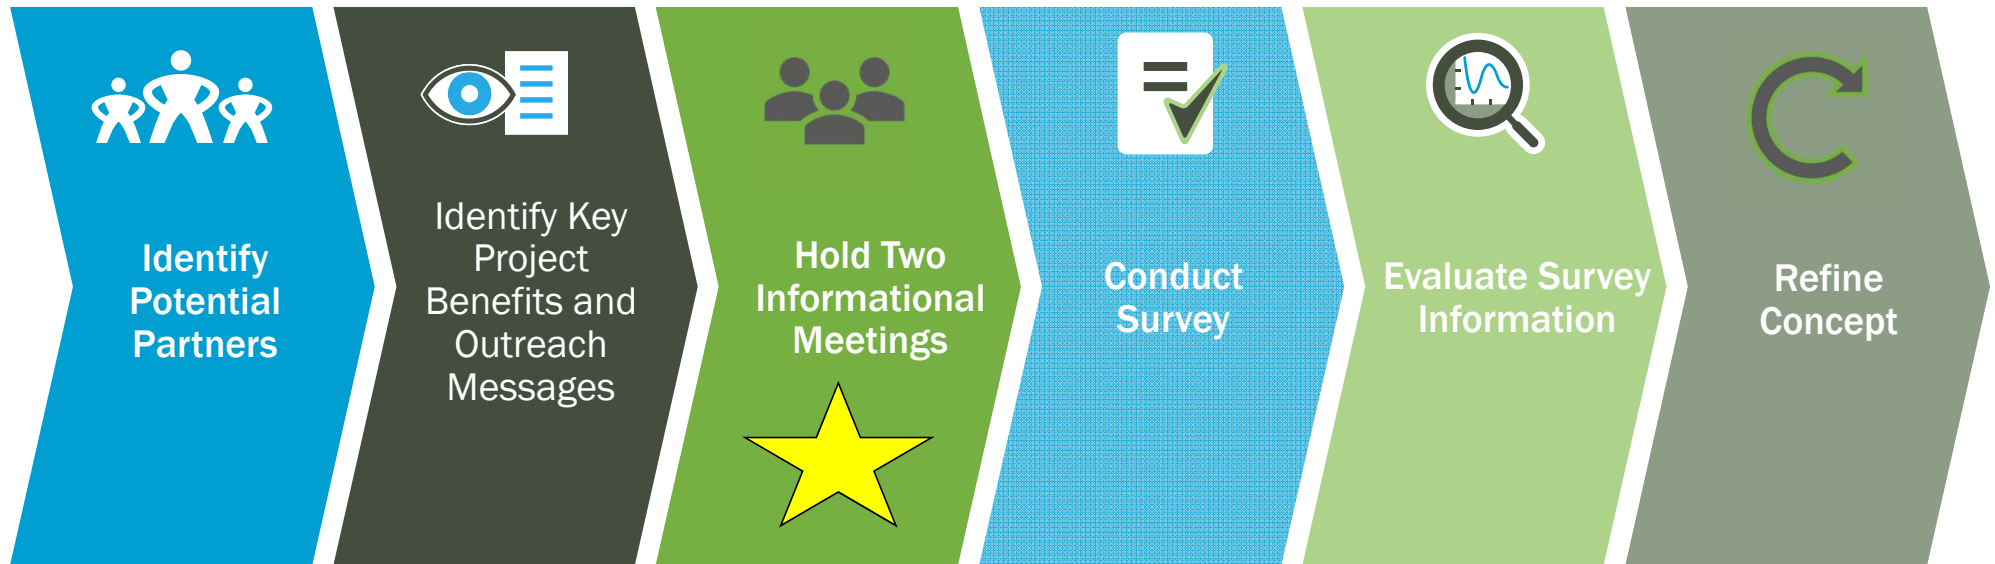 Identify
Potential
Partners
Identify Key
Project
Benefits and
Outreach
Messages
Hold Two
Informational
Meetings
Conduct
Survey
Evaluate Survey
Information
Refine
Concept